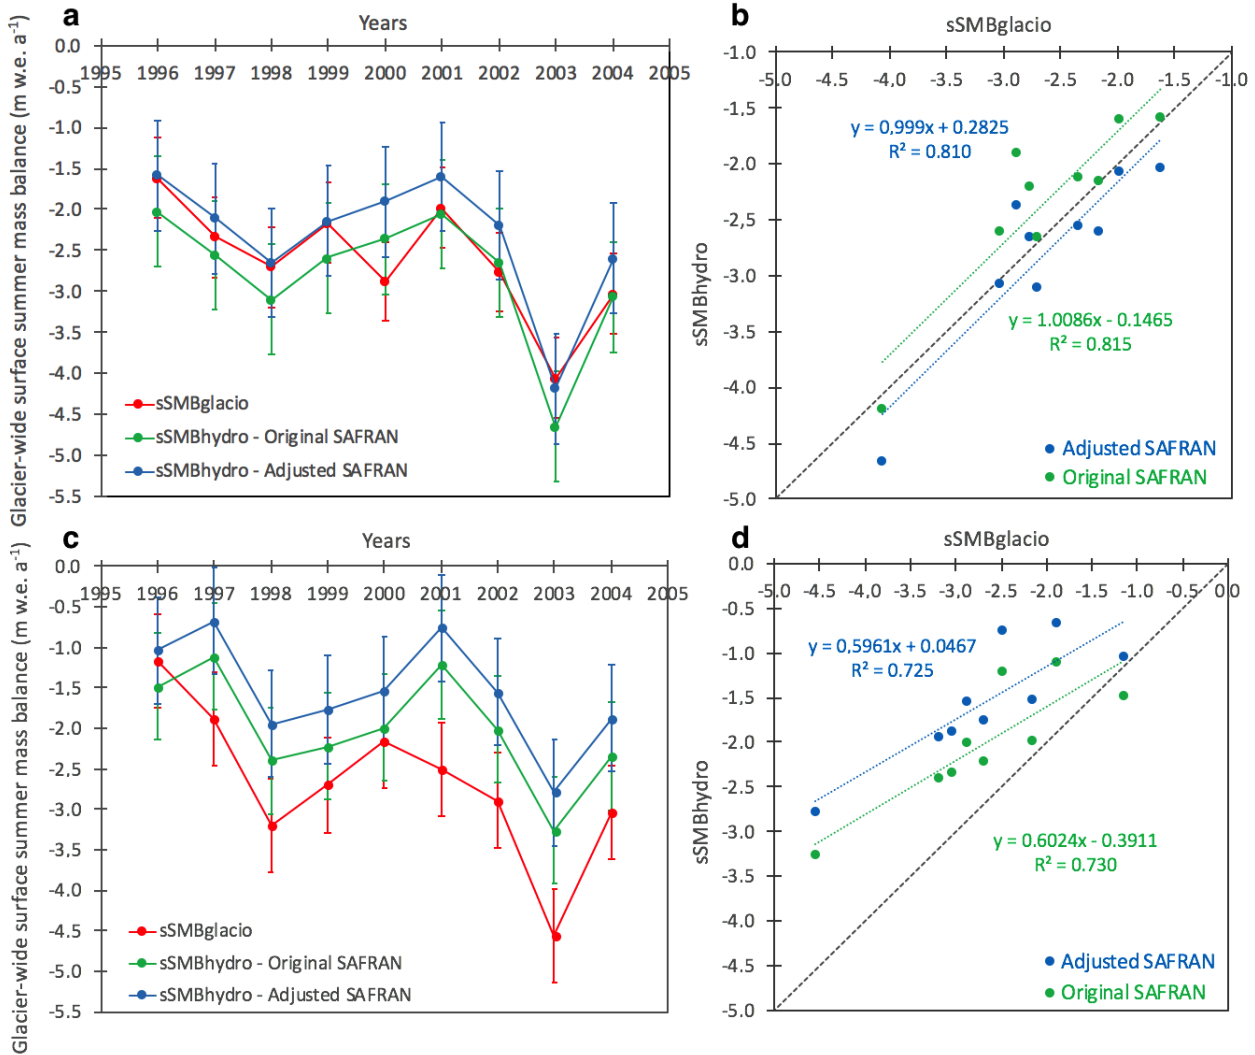 a
Years
0.0
1995 1996 1997 1998 1999 2000 2001 2002 2003 2004 2005
-0.5
-1.0
-1.5
-2.0
-2.5
-3.0
-3.5
-4.0
-4.5
-5.0
-5.5
Glacier-wide surface summer mass balance (m w.e. a-1)
sSMBglacio
sSMBhydro - Original SAFRAN
sSMBhydro - Adjusted SAFRAN
b
sSMBglacio
-1.0
-5.0 -4.5 -4,0 -3.5 -3.0 -2.5 -2.0 -1.5 -1.0
-1.5
-2.0
-2.5
-3.0
-3.5
-4.0
-4.5
-5.0
sSMBhydro
y = 0,999x + 0.2825
R² = 0.810
y = 1.0086x - 0.1465
R² = 0.815
Adjusted SAFRAN
Original SAFRAN
c
Years
0.0
1995 1996 1997 1998 1999 2000 2001 2002 2003 2004 2005
-0.5
-1.0
-1.5
-2.0
-2.5
-3.0
-3.5
-4.0
-4.5
-5.0
-5.5
Glacier-wide surface summer mass balance (m w.e. a-1)
sSMBglacio
sSMBhydro - Original SAFRAN
sSMBhydro - Adjusted SAFRAN
d
sSMBglacio
0.0
-5.0 -4.5 -4.0 -3.5 -3.0 -2.5 -2.0 -1.5 -1.0 -0.5 0.0
-0.5
-1.0
-1.5
-2.0
-2.5
-3.0
-3.5
-4.0
-4.5
-5.0
sSMBhydro
y = 0,5961x + 0.0467
R² = 0.725
y = 0.6024x - 0.3911
R² = 0.730
Adjusted SAFRAN
Original SAFRAN